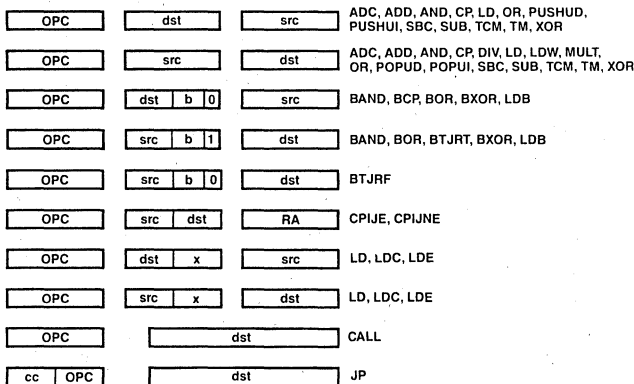 OPC dst src ADC, ADD, AND, CP, LD, OR, PUSHUD,
PUSHUI, SBC, SUB, TCM, TM, XOR
OPC src dst ADC, ADD, AND, CP, DIV, LD, LDW, MULT,
OR, POPUD, POPUI, SBC, SUB, TCM, TM, XOR
OPC dst b 0 src BAND, BCP, BOR, BXOR, LDB
OPC src b 1 dst BAND, BOR, BTJRT, BXOR, LDB
OPC src b 0 dst BTJRF
OPC src dst RA CPIJE, CPIJNE
OPC dst x src LD, LDC, LDE
OPC src x dst LD, LDC, LDE
OPC dst CALL
cc OPC dst JP